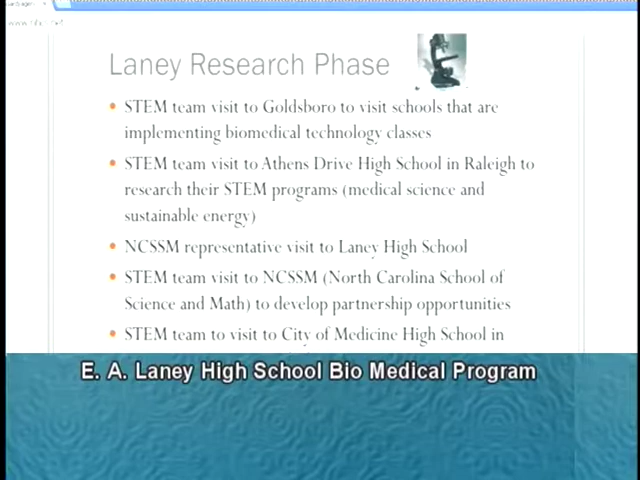 Laney Research Phase
• STEM team visit to Goldsboro to visit schools that are
implementing biomedical technology classes
• STEM team visit to Athens Drive High School in Raleigh to
research their STEM programs (medical science and
sustainable energy)
• NCSSM representative visit to Laney High School
• STEM team visit to NCSSM (North Carolina School of
Science and Math) to develop partnership opportunities
• STEM team to visit to City of Medicine High School in
E. A. Laney High School Bio Medical Program